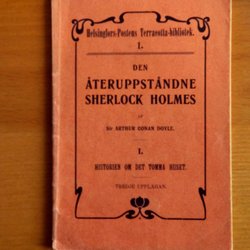 Helsingfors-Postens Terracotta-bibliotek.
1.
DEN
ÅTERUPPSTÅNDNE
SHERLOCK HOLMES
af
Sir ARTHUR CONAN DOYLE.
I.
HISTORIEN OM DET TOMMA HUSET.
TREDJE UPPLAGAN.